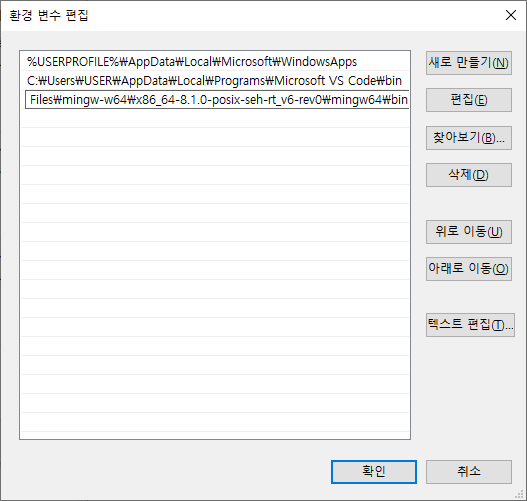 환경 변수 편집
%USERPROFILE%₩AppData₩Local₩Microsoft₩WindowsApps
C:₩Users₩USER₩AppData₩Local₩Programs₩Microsoft VS Code₩bin
Files₩mingw-w64₩x86_64-8.1.0-posix-seh-rt_v6-rev0₩mingw64₩bin
새로 만들기(N)
편집(E)
찾아보기(B)...
삭제(D)
위로 이동(U)
아래로 이동(O)
텍스트 편집(T)...
확인
취소